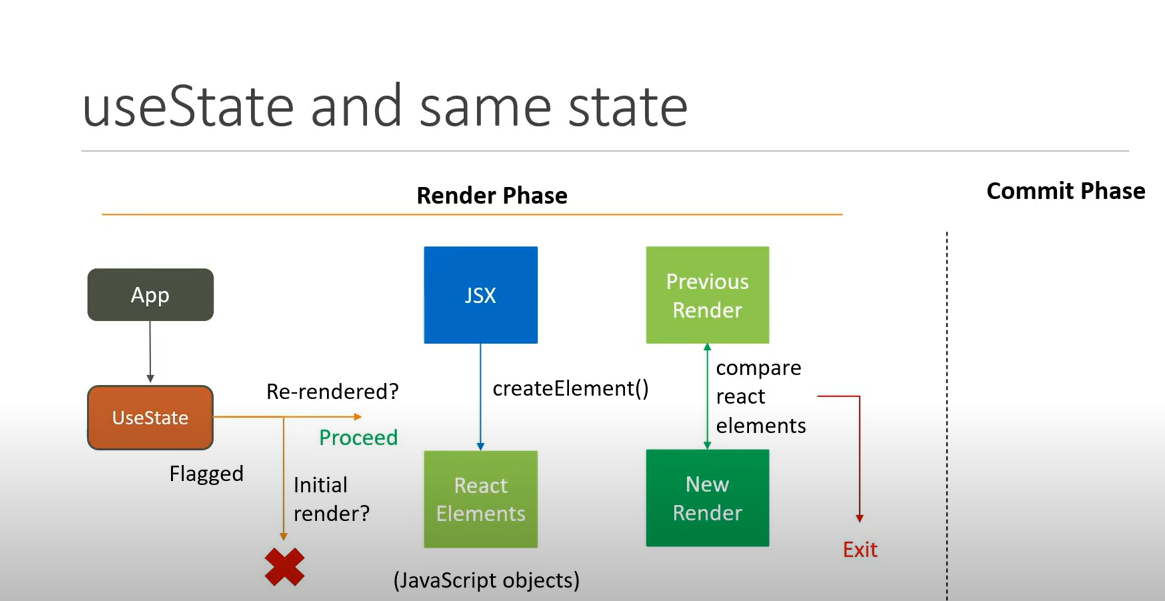 useState and same state
Render Phase
Commit Phase
App
UseState
Flagged
Re-rendered?
Proceed
Initial
render?
JSX
createElement()
React
Elements
(JavaScript objects)
Previous
Render
compare
react
elements
New
Render
Exit